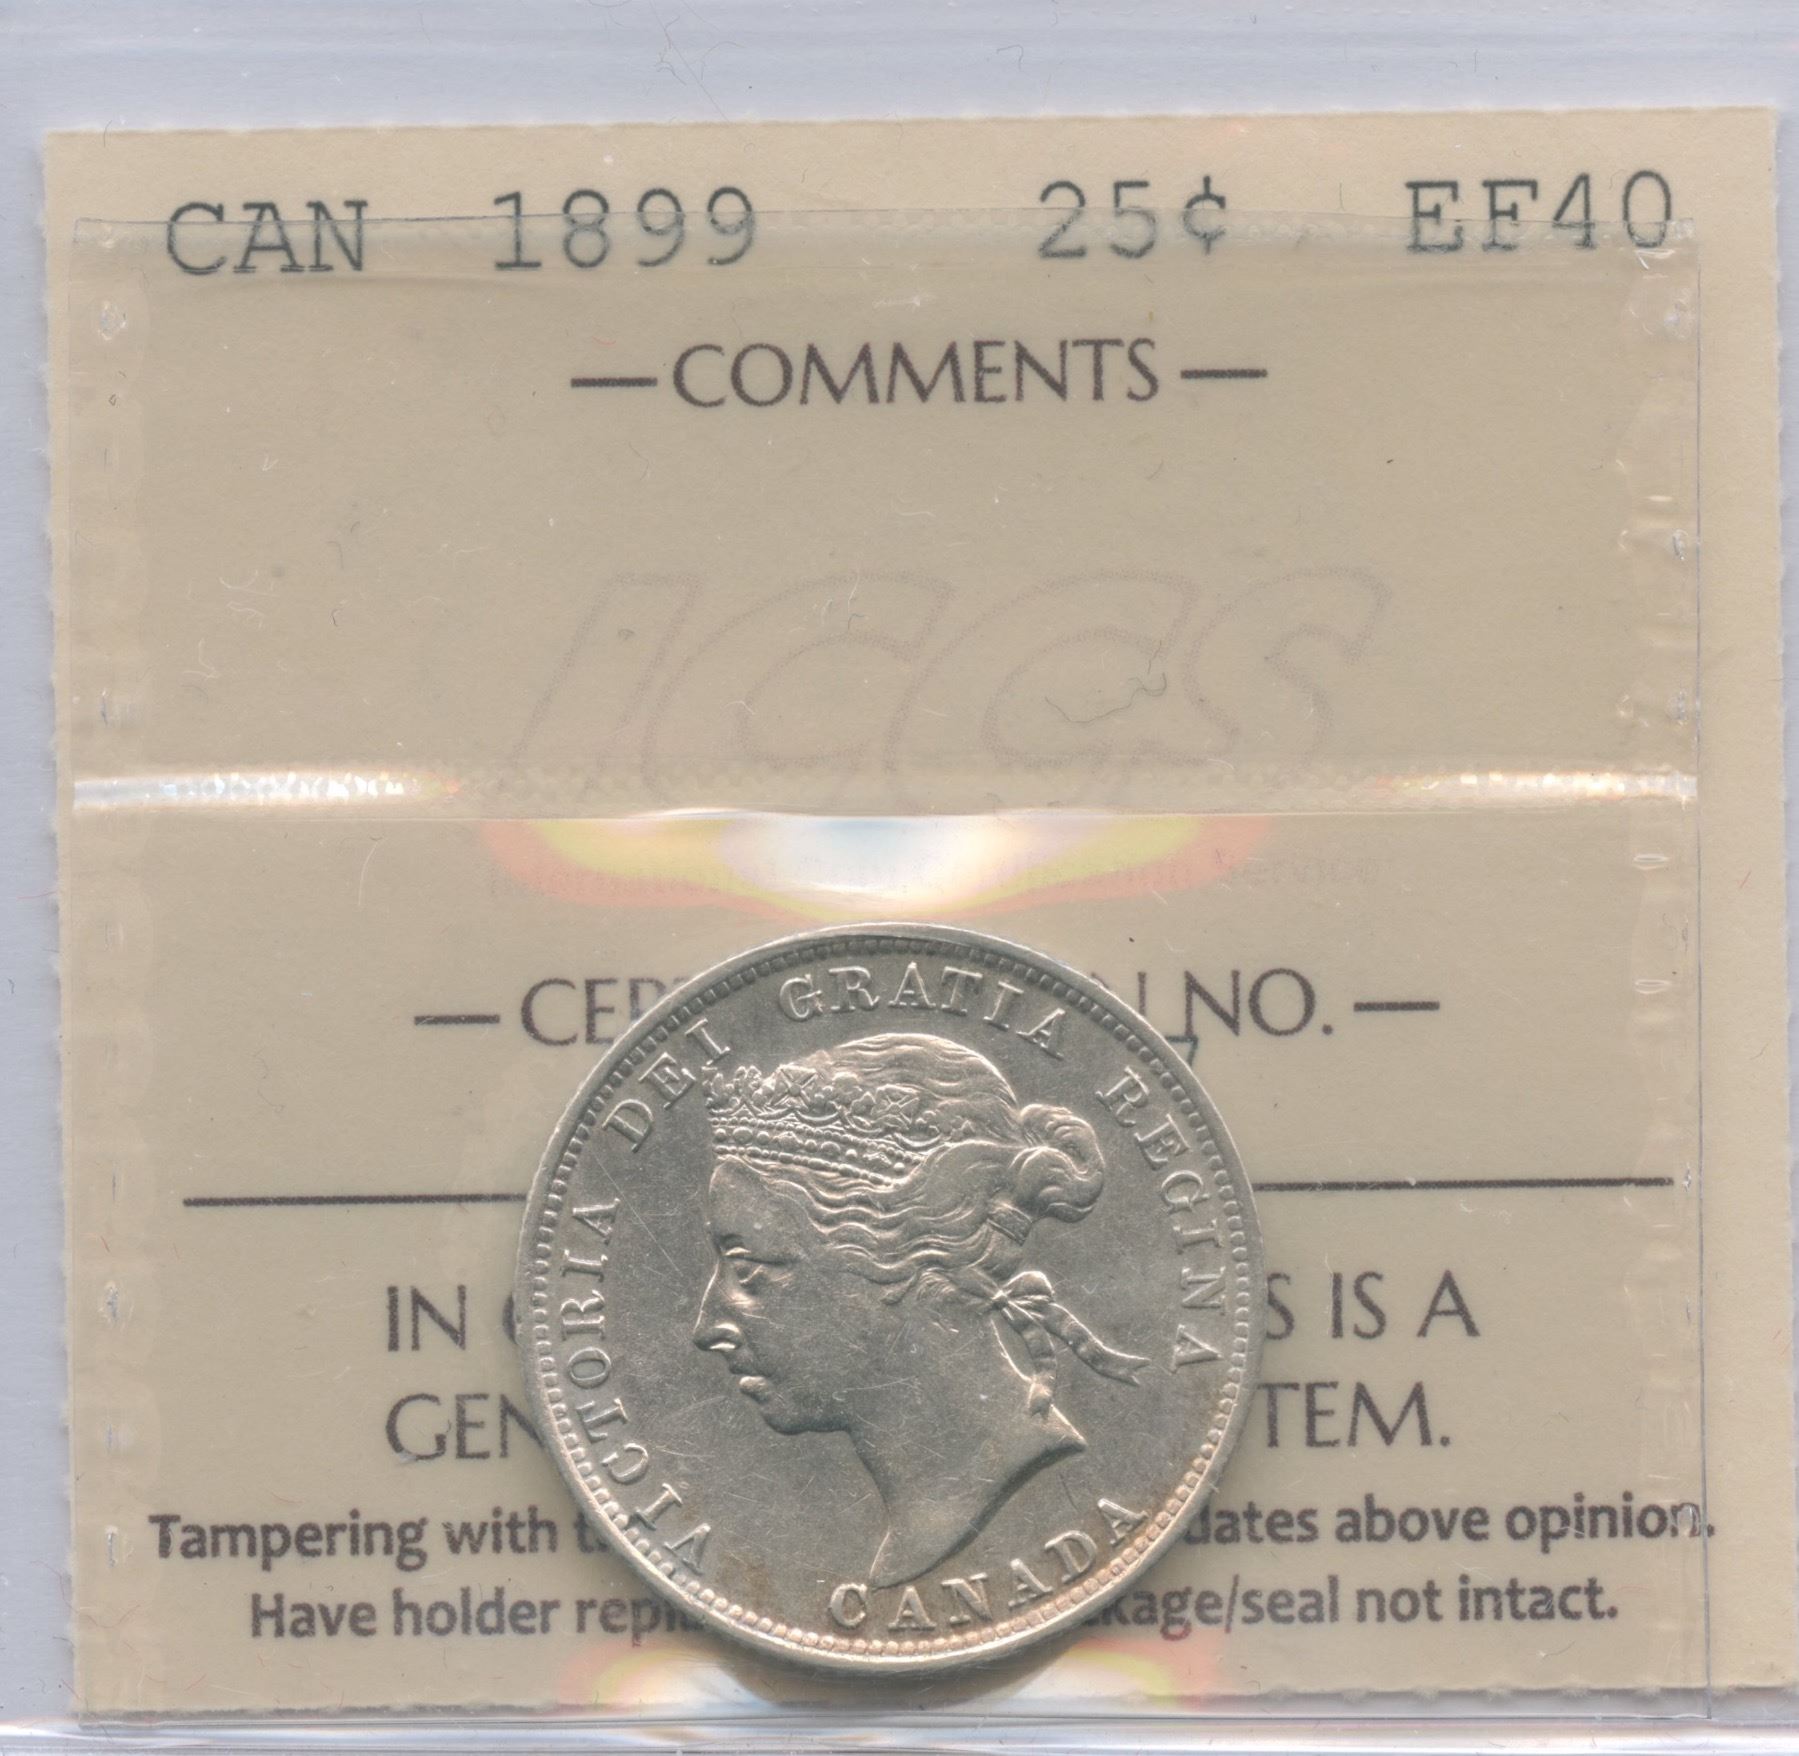 CAN 1899 25¢ EF40
—COMMENTS—
ICCS
—CER NO.—
VICTORIA DEI GRATIA REGINA
CANADA
IN S IS A
GEN TEM.
Tampering with dates above opinion.
Have holder kage/seal not intact.